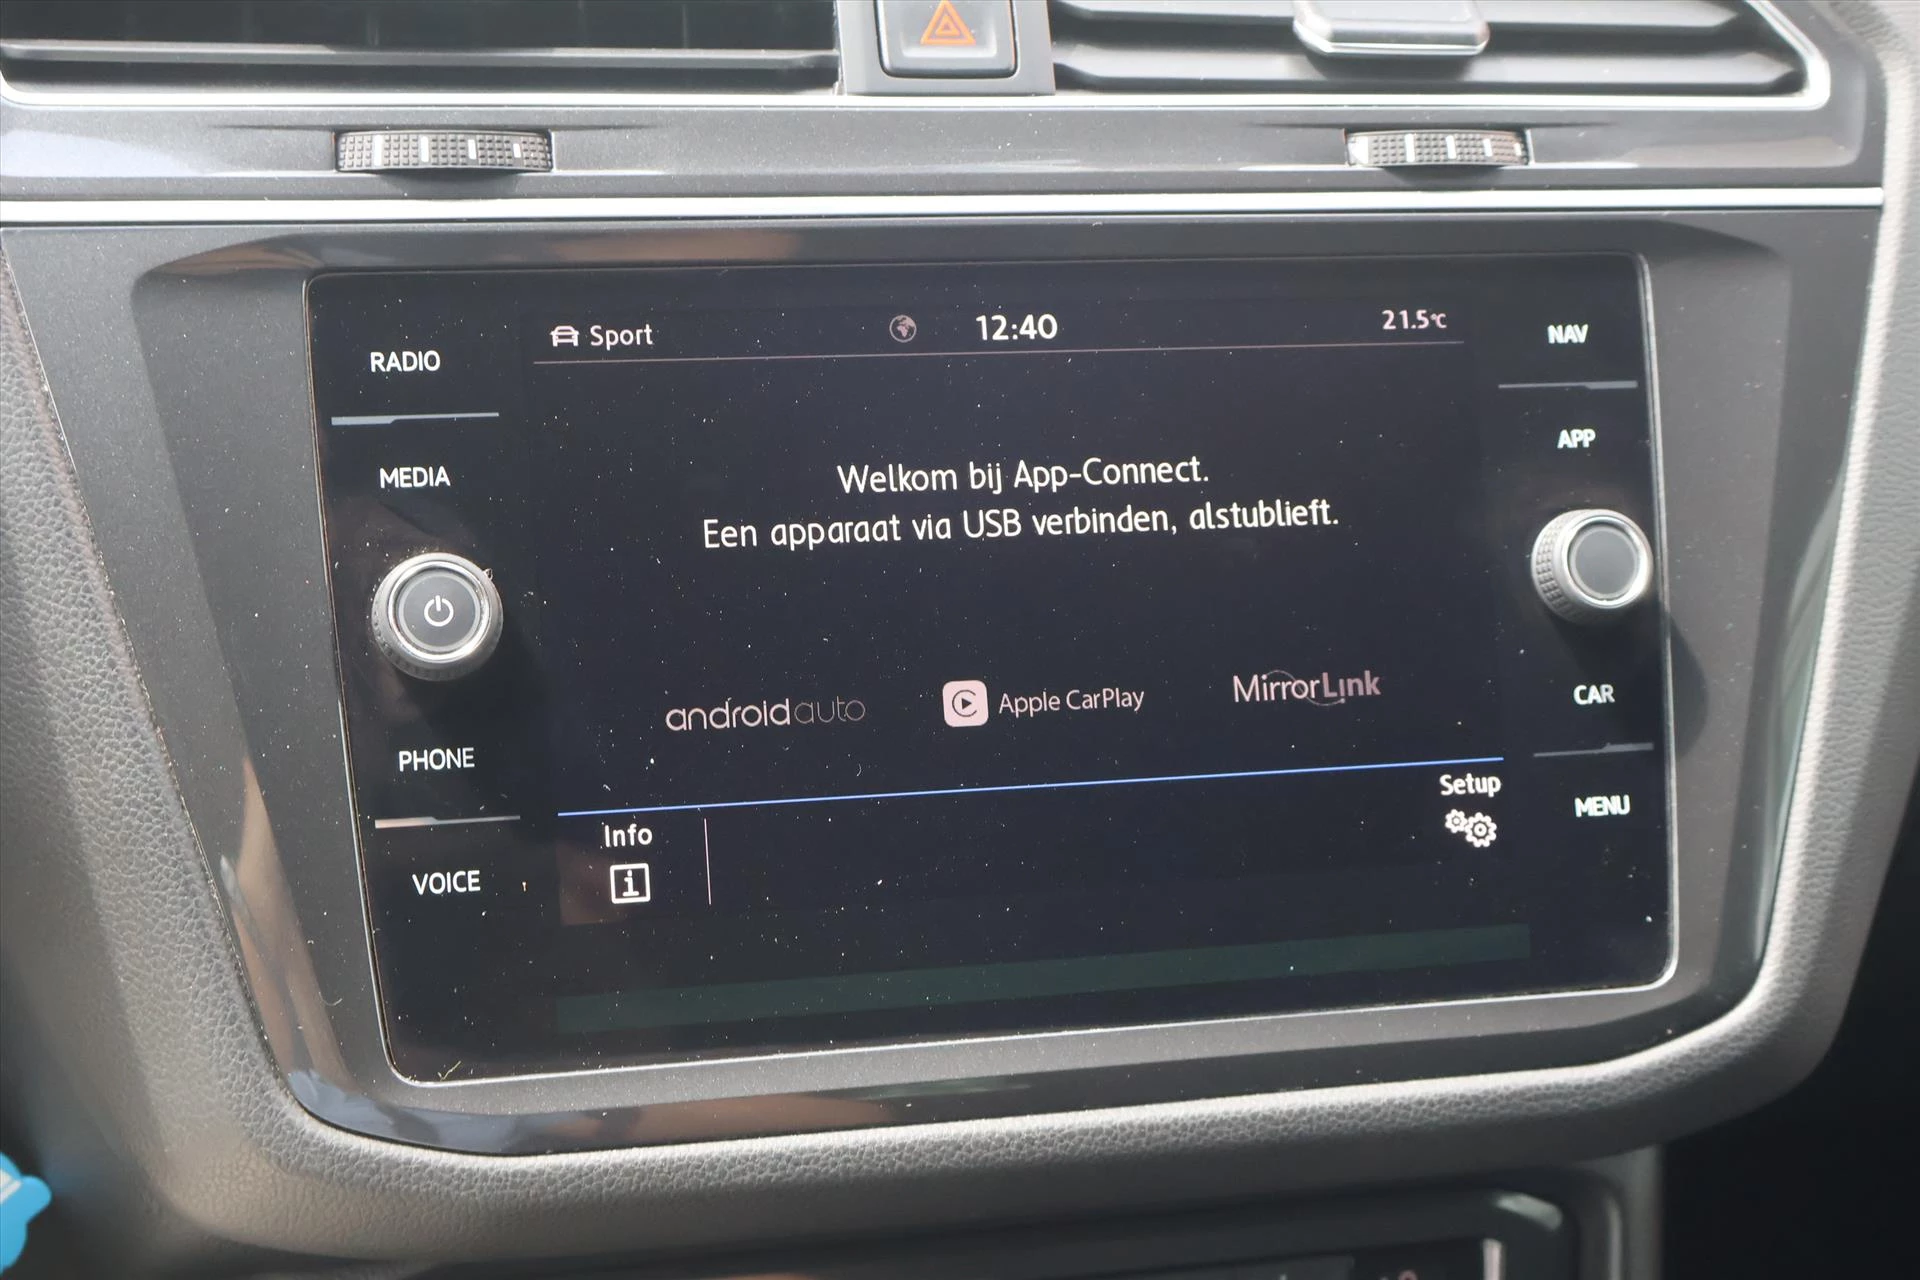 RADIO
MEDIA
PHONE
VOICE
Sport
12:40
21.5°C
Welkom bij App-Connect.
Een apparaat via USB verbinden, alstublieft.
androidauto
Apple CarPlay
MirrorLink
Info
Setup
NAV
APP
CAR
MENU